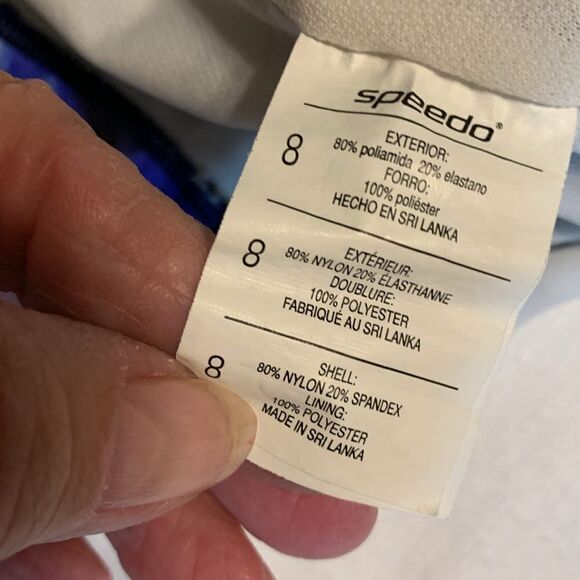 speedo®
8
EXTERIOR:
80% poliamida 20% elastano
FORRO:
100% poliéster
HECHO EN SRI LANKA
8
EXTÉRIEUR:
80% NYLON 20% ÉLASTHANNE
DOUBLURE:
100% POLYESTER
FABRIQUÉ AU SRI LANKA
8
SHELL:
80% NYLON 20% SPANDEX
LINING:
100% POLYESTER
MADE IN SRI LANKA